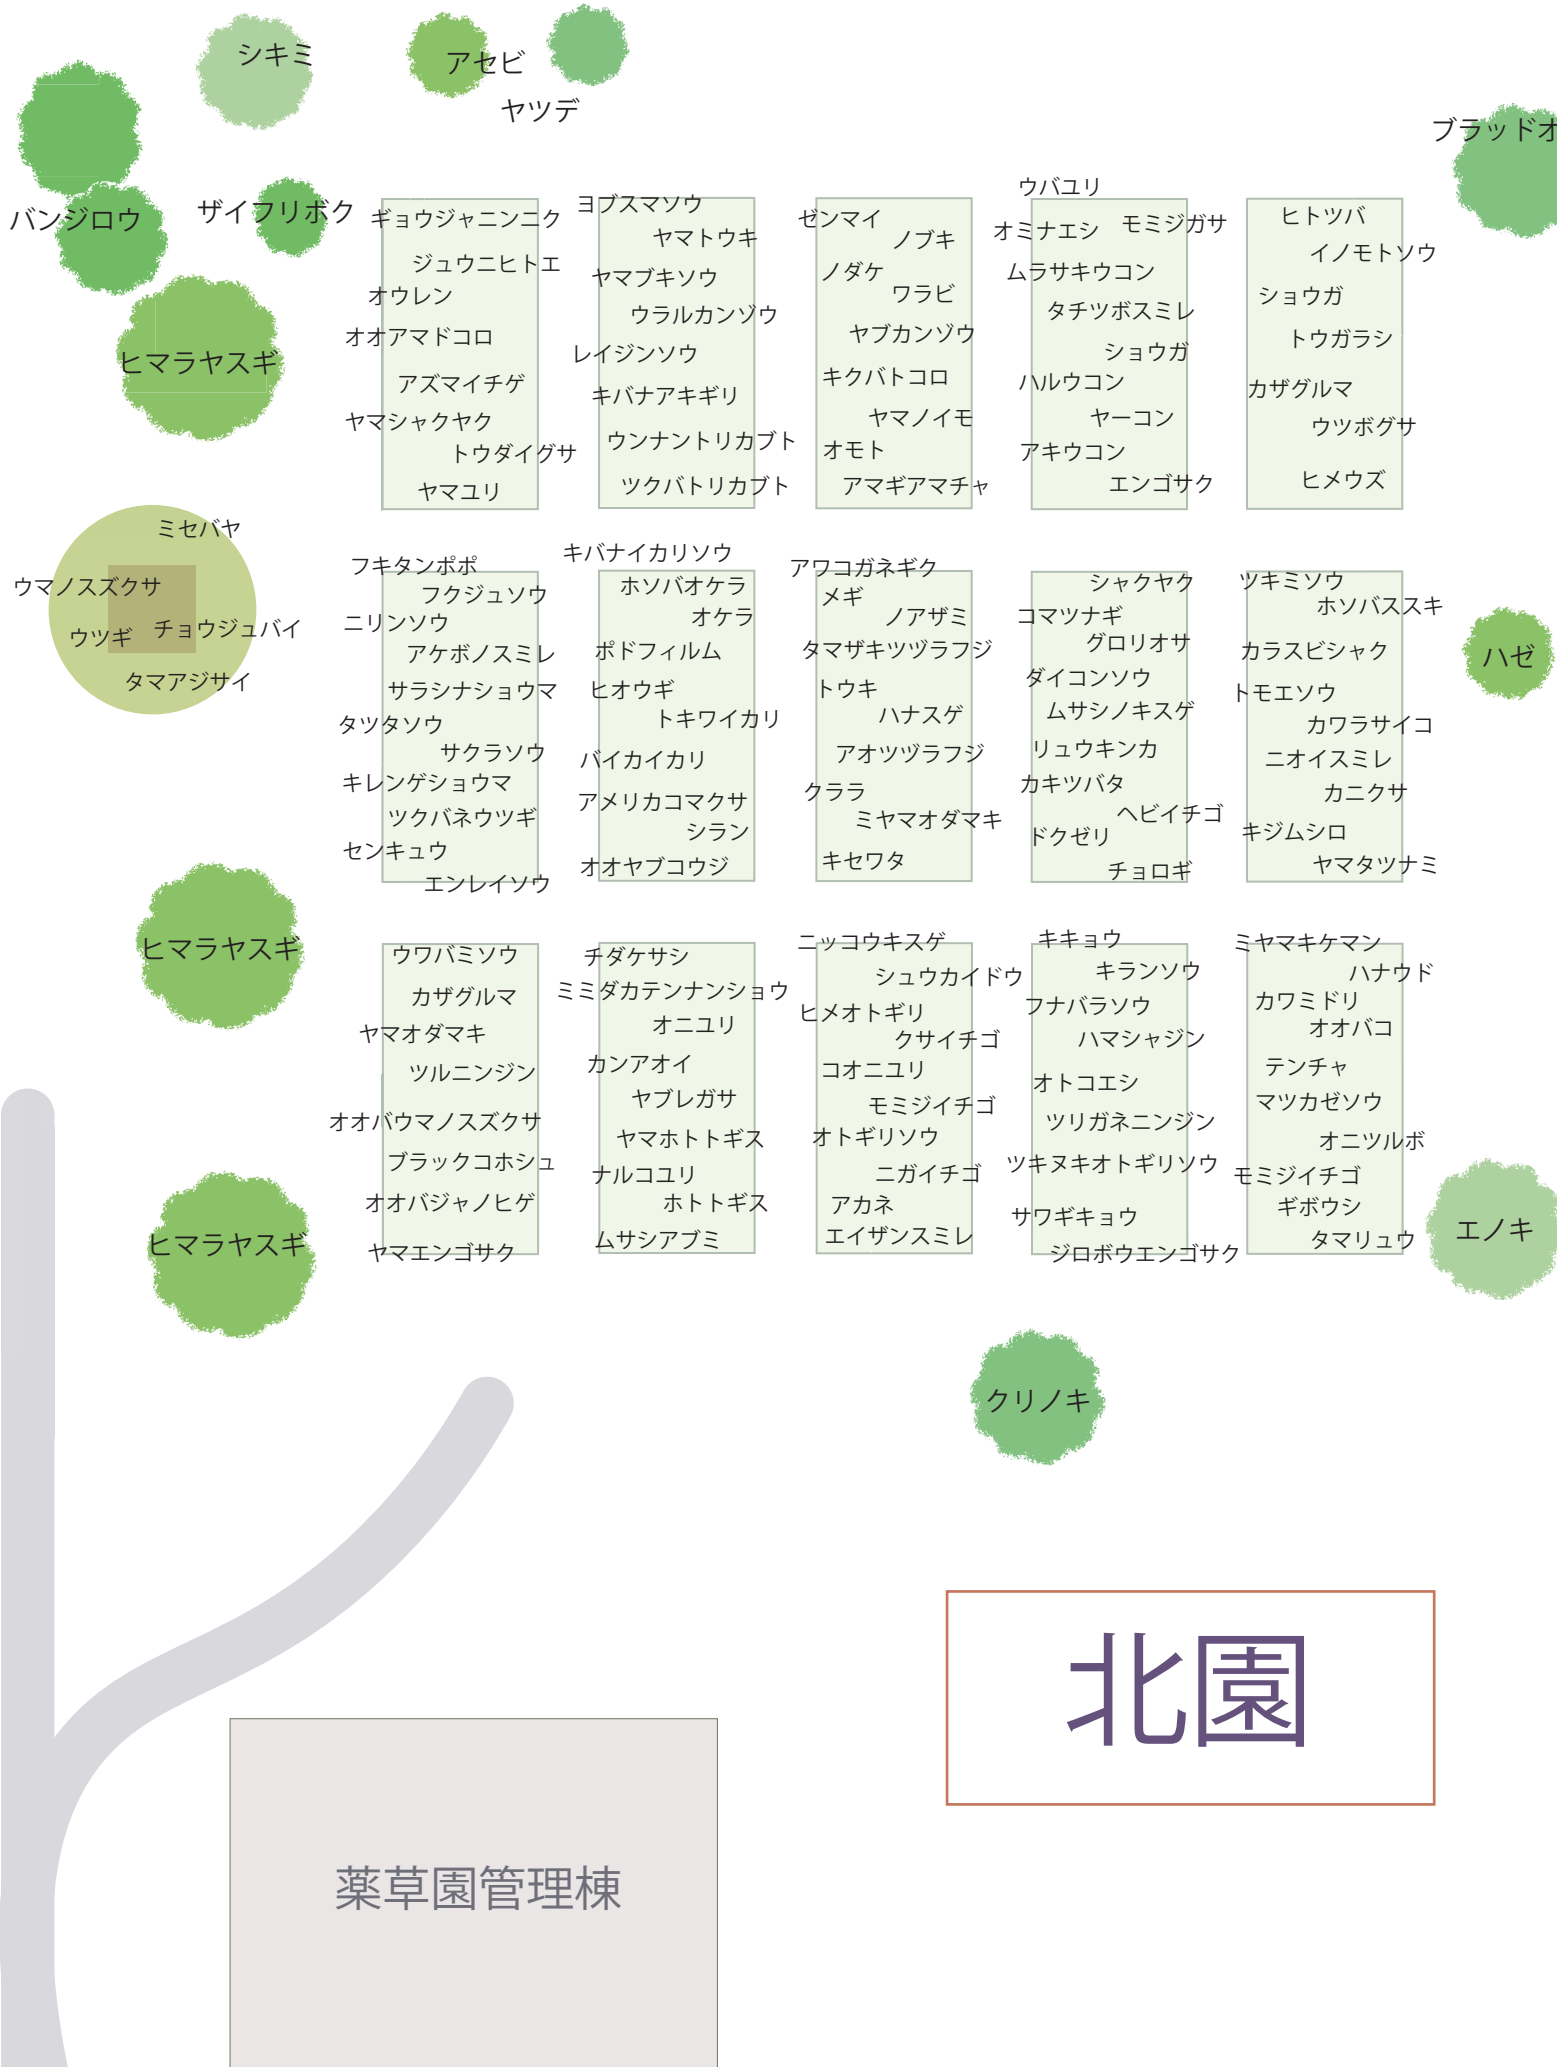 シキミ
アセビ
ヤツデ
バンジロウ
ザイフリボク
ブラッドオ
ヒマラヤスギ
ギョウジャニンニク
ジュウニヒトエ
オウレン
オオアマドコロ
アズマイチゲ
ヤマシャクヤク
トウダイグサ
ヤマユリ
ヨブスマソウ
ヤマトウキ
ヤマブキソウ
ウラルカンゾウ
レイジンソウ
キバナアキギリ
ウンナントリカブト
ツクバトリカブト
ゼンマイ
ノブキ
ノダケ
ワラビ
ヤブカンゾウ
キクバトコロ
ヤマノイモ
オモト
アマギアマチャ
ウバユリ
モミジガサ
オミナエシ
ムラサキウコン
タチツボスミレ
ショウガ
ハルウコン
ヤーコン
アキウコン
エンゴサク
ヒトツバ
イノモトソウ
ショウガ
トウガラシ
カザグルマ
ウツボグサ
ヒメウズ
ミセバヤ
ウマノスズクサ
チョウジュバイ
ウツギ
タマアジサイ
フキタンポポ
フクジュソウ
ニリンソウ
アケボノスミレ
サラシナショウマ
タツタソウ
サクラソウ
キレンゲショウマ
ツクバネウツギ
センキュウ
エンレイソウ
キバナイカリソウ
ホソバオケラ
オケラ
ポドフィルム
ヒオウギ
トキワイカリ
バイカイカリ
アメリカコマクサ
シラン
オオヤブコウジ
アワコガネギク
メギ
ノアザミ
タマザキツヅラフジ
トウキ
ハナスゲ
アオツヅラフジ
クララ
ミヤマオダマキ
キセワタ
シャクヤク
コマツナギ
グロリオサ
ダイコンソウ
ムサシノキスゲ
リュウキンカ
カキツバタ
ヘビイチゴ
ドクゼリ
チョロギ
ツキミソウ
ホソバススキ
カラスビシャク
トモエソウ
カワラサイコ
ニオイスミレ
カニクサ
キジムシロ
ヤマタツナミ
ハゼ
ヒマラヤスギ
ヒマラヤスギ
ウワバミソウ
カザグルマ
ヤマオダマキ
ツルニンジン
オオバウマノスズクサ
ブラックコホシュ
オオバジャノヒゲ
ヤマエンゴサク
チダケサシ
ミミダカテンナンショウ
オニユリ
カンアオイ
ヤブレガサ
ヤマホトトギス
ナルコユリ
ホトトギス
ムサシアブミ
ニッコウキスゲ
シュウカイドウ
ヒメオトギリ
クサイチゴ
コオニユリ
モミジイチゴ
オトギリソウ
ニガイチゴ
アカネ
エイザンスミレ
キキョウ
キランソウ
フナバラソウ
ハマシャジン
オトコエシ
ツリガネニンジン
ツキヌキオトギリソウ
サワギキョウ
ジロボウエンゴサク
ミヤマキケマン
ハナウド
カワミドリ
オオバコ
テンチャ
マツカゼソウ
オニツルボ
モミジイチゴ
ギボウシ
タマリュウ
エノキ
クリノキ
北園
薬草園管理棟